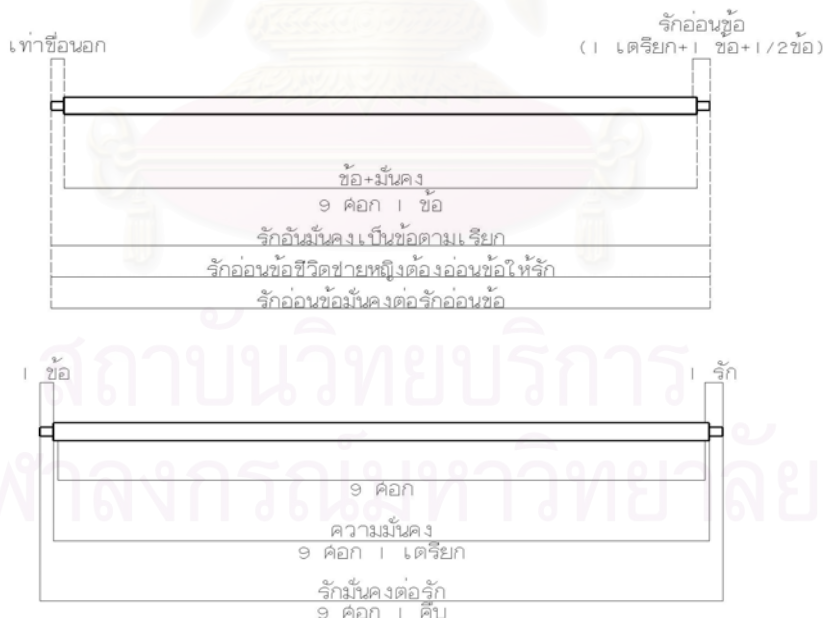 รักอ่อนข้อ
เท่าขื่อนอก
(1 เตรียก+1 ข้อ+1/2ข้อ)
ข้อ+มั่นคง
9 ศอก 1 ข้อ
รักอันมั่นคงเป็นข้อตามเรียก
รักอ่อนข้อชีวิตชายหญิงต้องอ่อนข้อให้รัก
รักอ่อนข้อมั่นคงต่อรักอ่อนข้อ
สถาบันวิทยบริการ
1 ข้อ
1 รัก
จุฬาลงกรณ์มหาวิทยาลัย
9 ศอก
ความมั่นคง
9 ศอก 1 เตรียก
รักมั่นคงต่อรัก
9 ศอก 1 คืบ